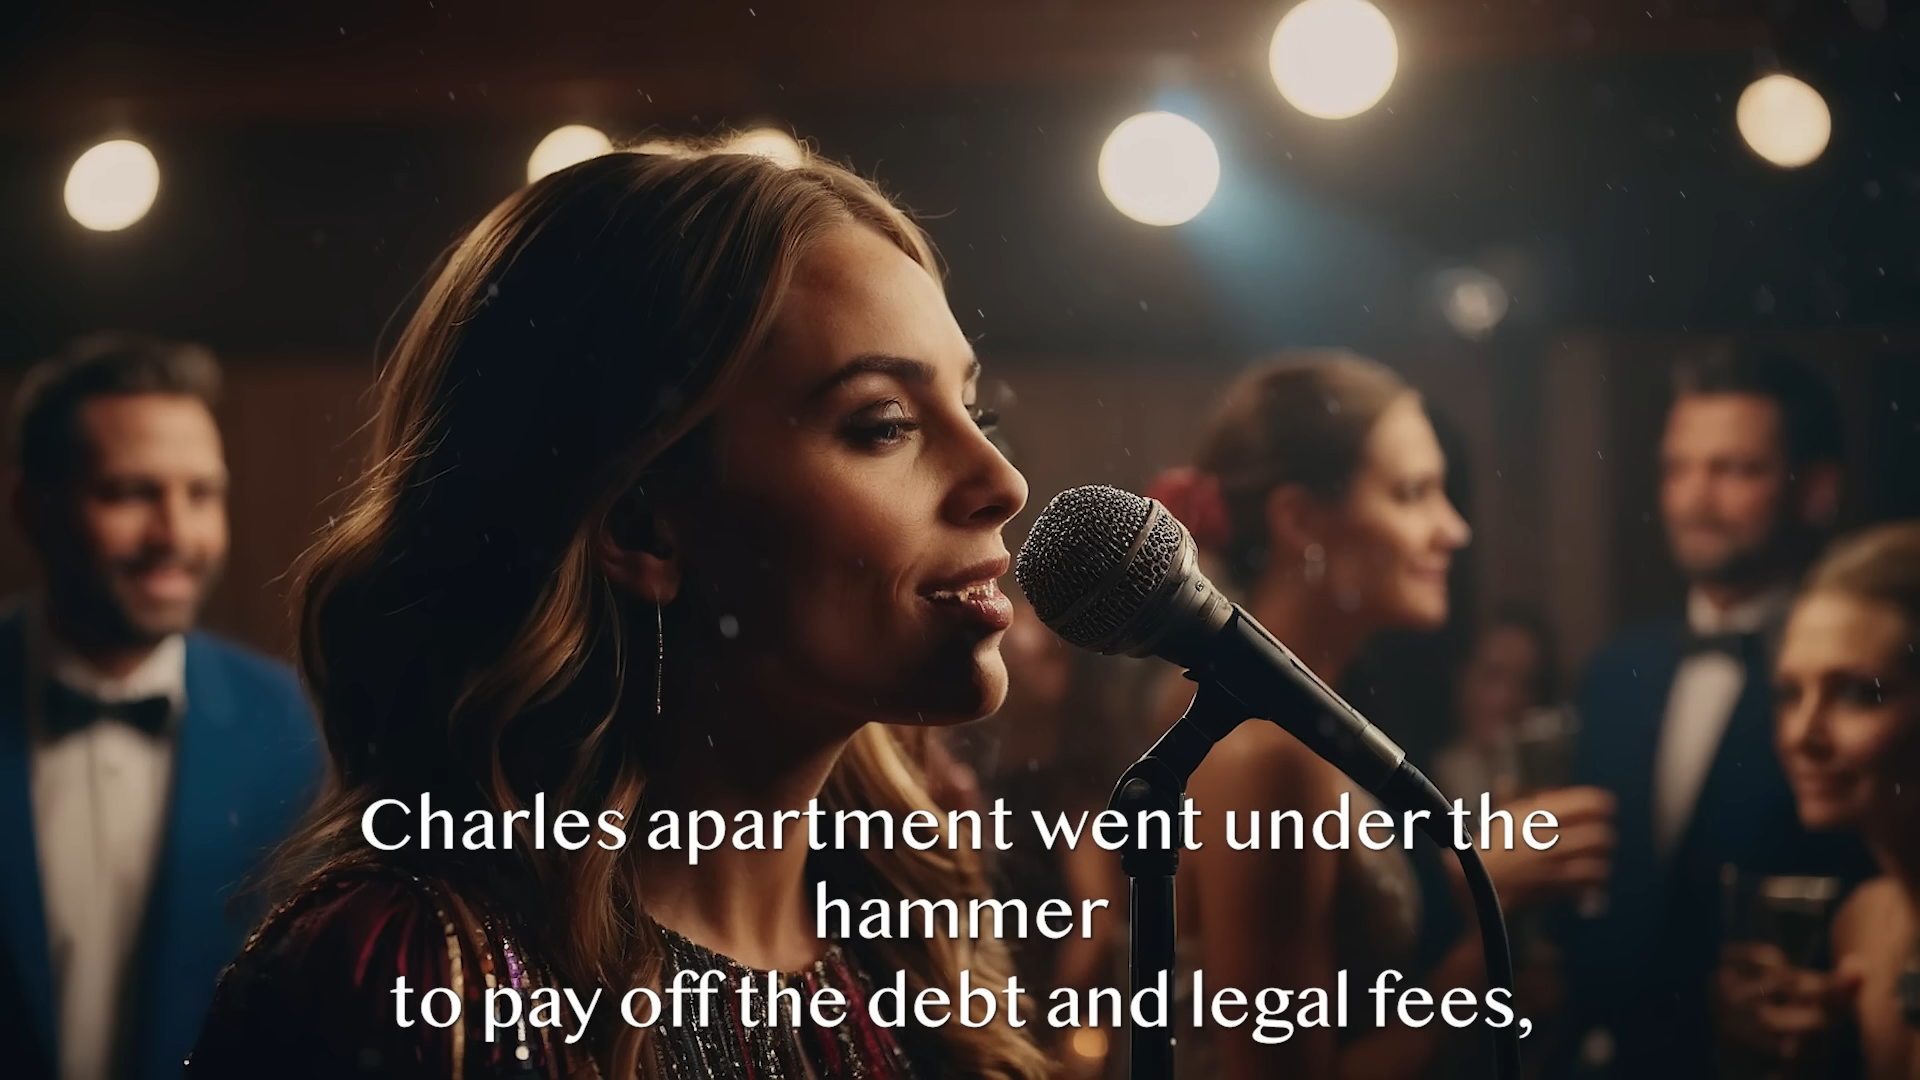 Charles apartment went under the
hammer
to pay off the debt and legal fees,